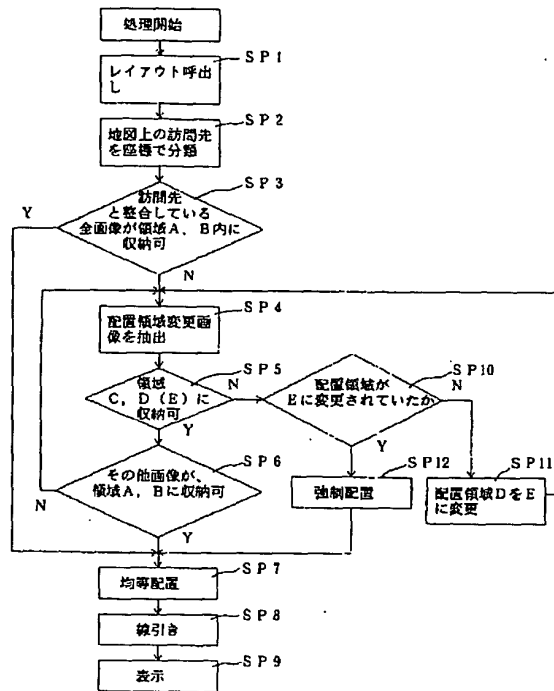 処理開始
SP1
レイアウト呼出
し
SP2
地図上の訪問先
を座標で分類
SP3
訪問先
と整合している
全画像が領域A、B内に
収納可
Y
N
SP4
配置領域変更画
像を抽出
SP5
領域
C，D（E）に
収納可
N
Y
SP10
配置領域が
Eに変更されていたか
N
Y
SP6
その他画像が、
領域A，Bに収納可
N
Y
SP12
強制配置
SP11
配置領域DをE
に変更
SP7
均等配置
SP8
線引き
SP9
表示